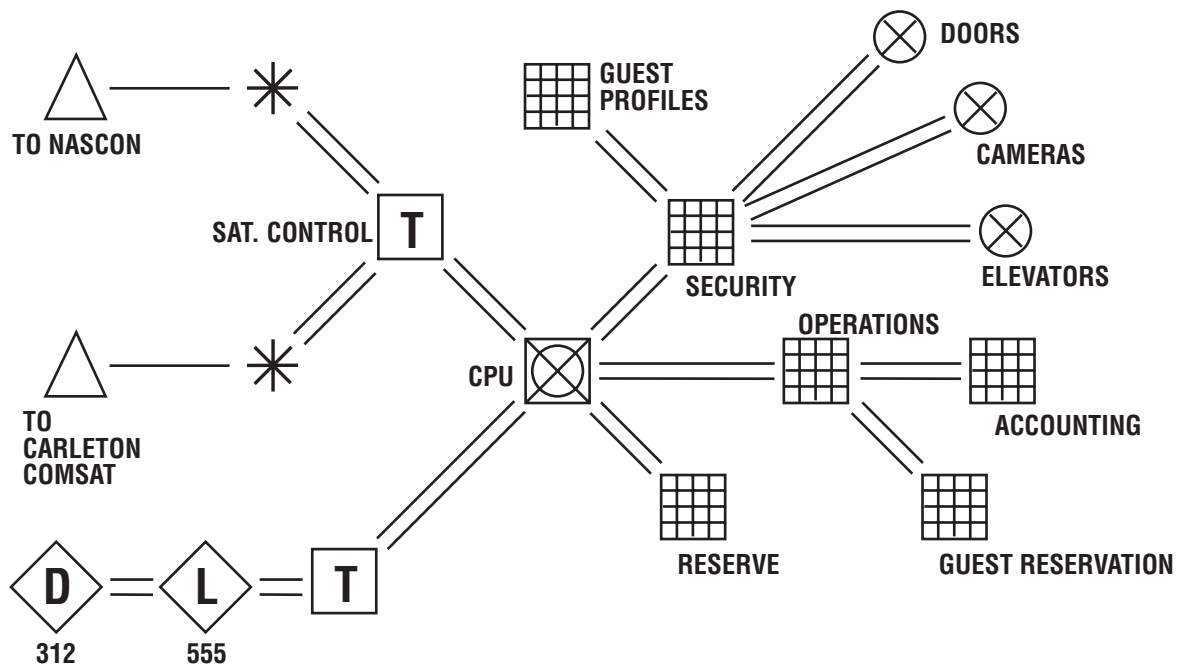 DOORS
GUEST
PROFILES
TO NASCON
CAMERAS
SAT. CONTROL
T
ELEVATORS
SECURITY
OPERATIONS
CPU
TO
CARLETON
COMSAT
ACCOUNTING
RESERVE
GUEST RESERVATION
D
L
T
312
555